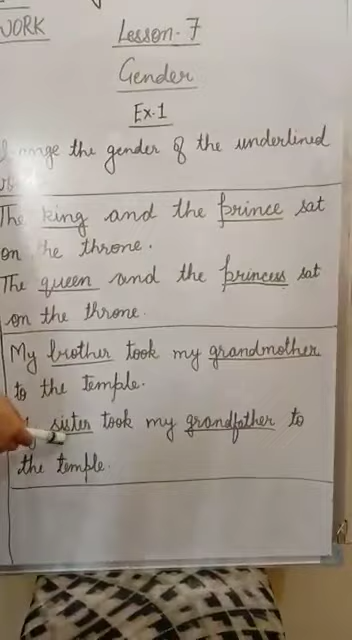 WORK
Lesson-7
Gender
Ex.1
the gender of the underlined
The king and the prince sat
on the throne.
The queen and the princess sat
on the throne.
My brother took my grandmother
to the temple.
sister took my grandfather to
the temple.